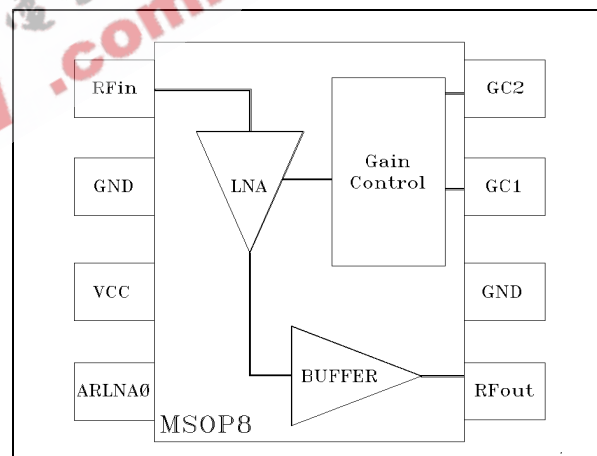 .com
RFin
GC2
GND
LNA
Gain
Control
GC1
VCC
GND
ARLNA0
BUFFER
RFout
MSOP8